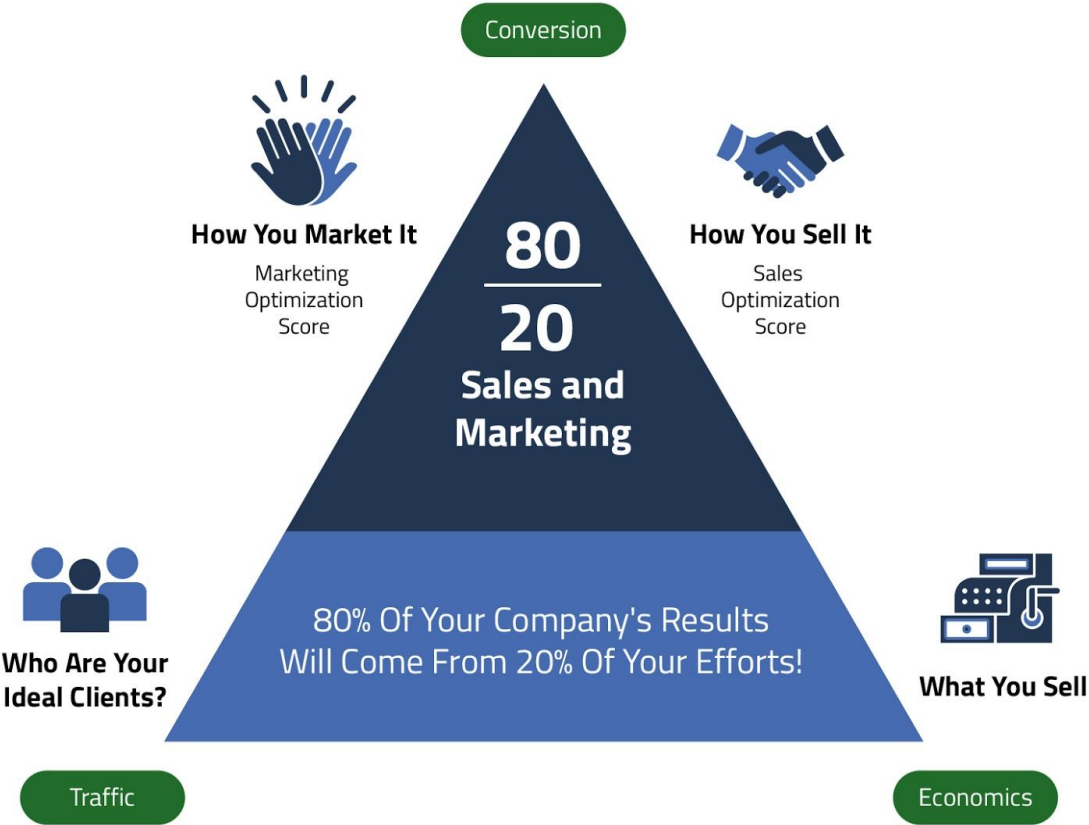 Conversion
How You Market It
Marketing
Optimization
Score
How You Sell It
Sales
Optimization
Score
80
20
Sales and
Marketing
80% Of Your Company's Results
Will Come From 20% Of Your Efforts!
Who Are Your
Ideal Clients?
What You Sell
Traffic
Economics